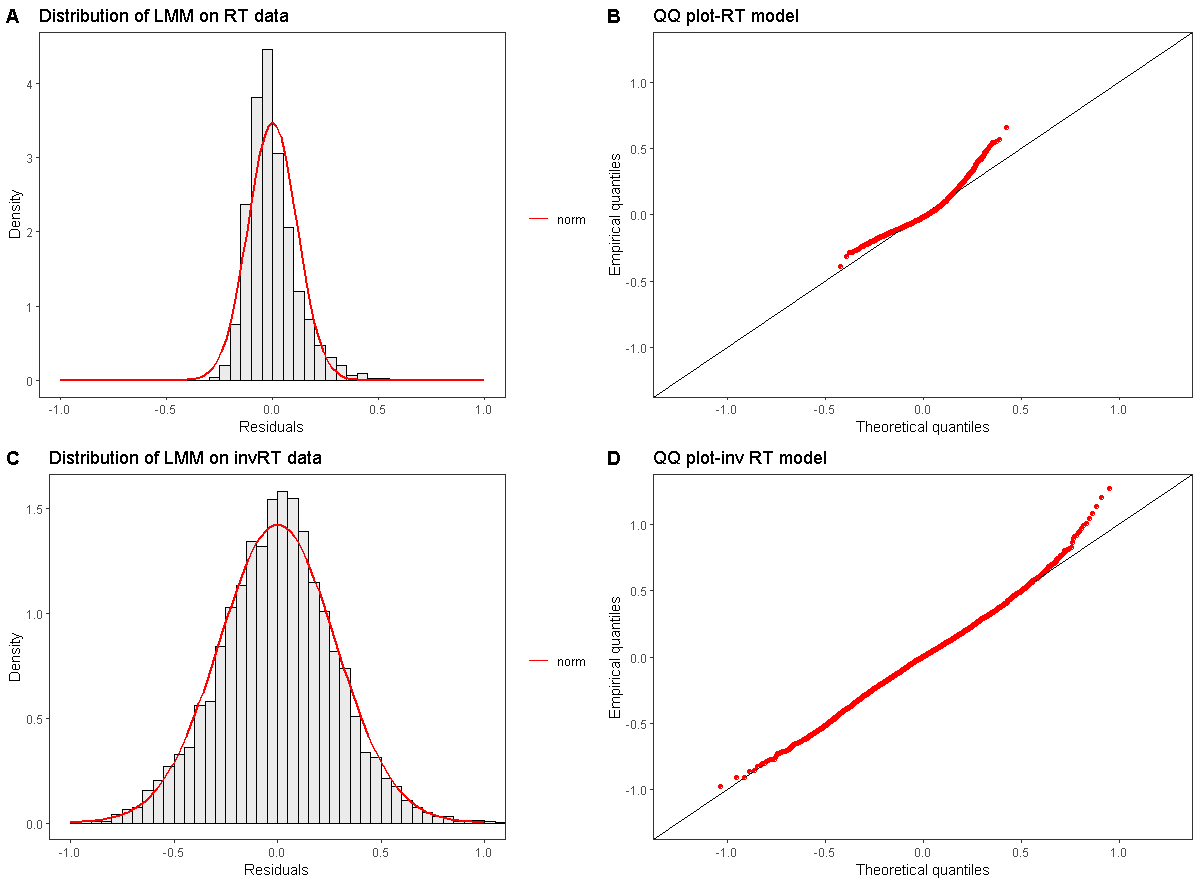 A Distribution of LMM on RT data
4
3
2
1
0
Density
-1.0 -0.5 0.0 0.5 1.0
Residuals
norm
B QQ plot-RT model
1.0
0.5
0.0
-0.5
-1.0
Empirical quantiles
-1.0 -0.5 0.0 0.5 1.0
Theoretical quantiles
C Distribution of LMM on invRT data
1.5
1.0
0.5
0.0
Density
-1.0 -0.5 0.0 0.5 1.0
Residuals
norm
D QQ plot-inv RT model
1.0
0.5
0.0
-0.5
-1.0
Empirical quantiles
-1.0 -0.5 0.0 0.5 1.0
Theoretical quantiles